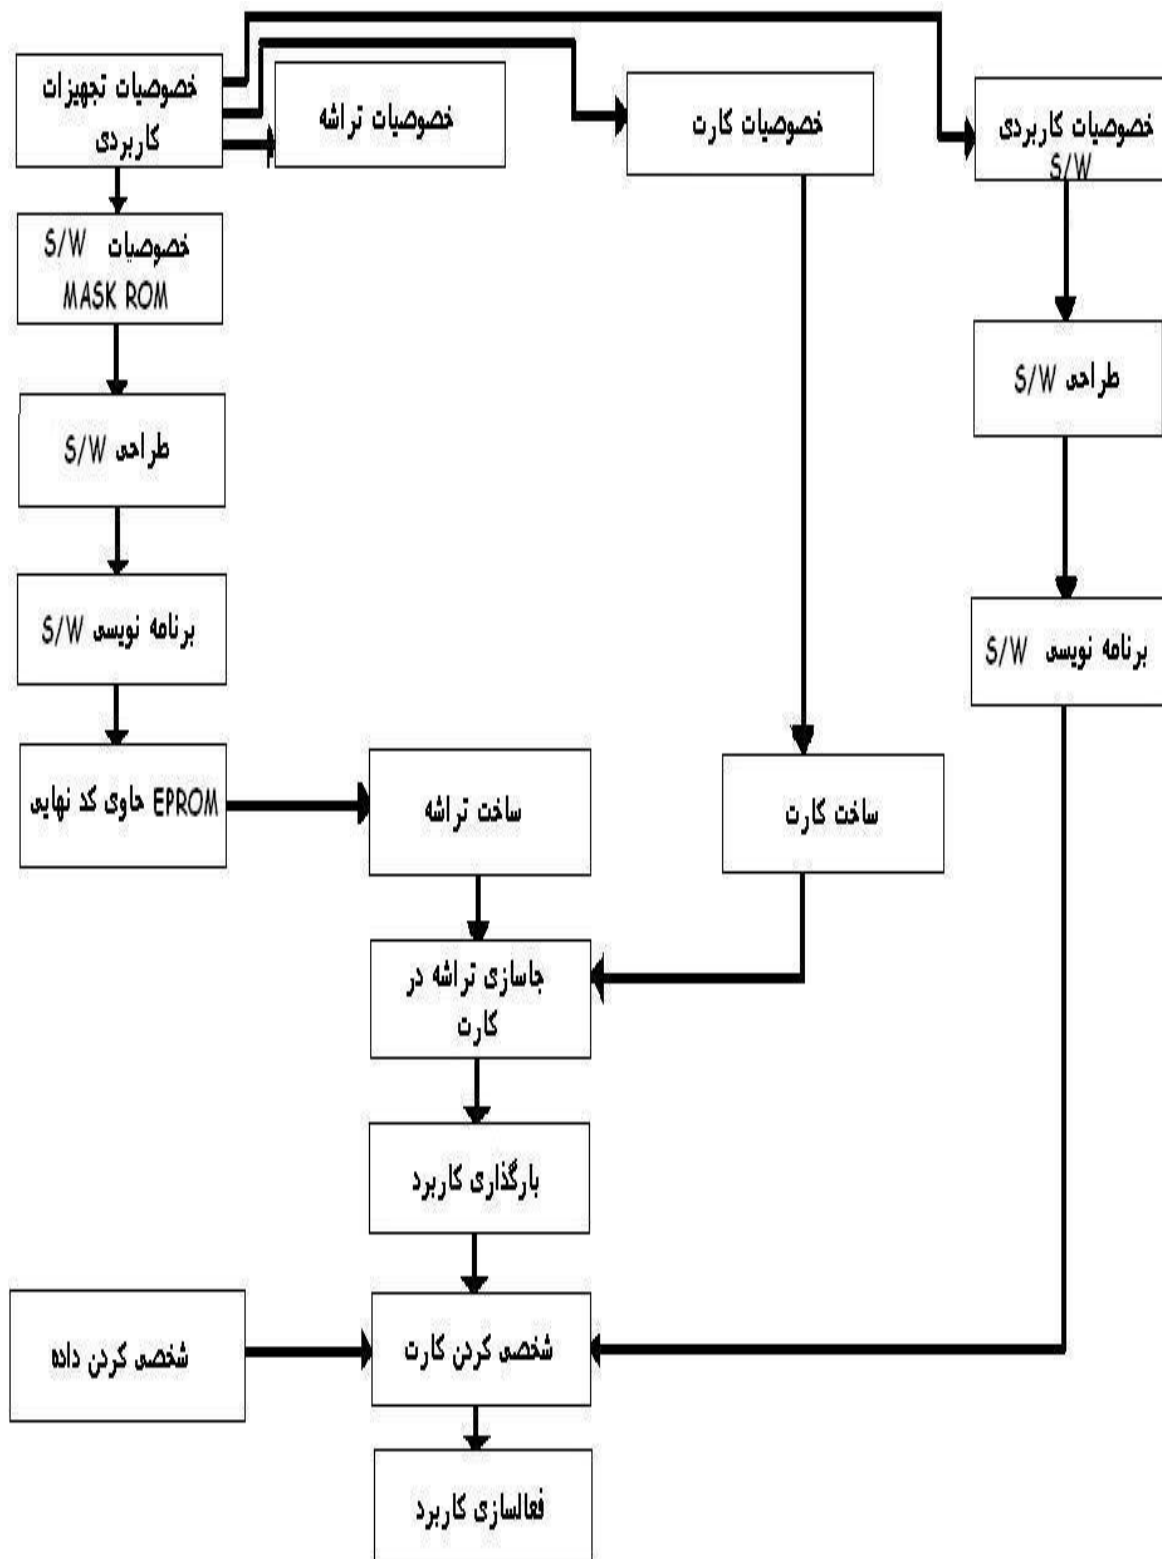 خصوصیات تجهیزات
کاربردی
خصوصیات تراشه
خصوصیات کارت
خصوصیات کاربردی
S/W
خصوصیات S/W
MASK ROM
طراحی S/W
طراحی S/W
برنامه نویسی S/W
برنامه نویسی S/W
EPROM حاوی کد نهایی
ساخت تراشه
ساخت کارت
جاسازی تراشه در
کارت
بارگذاری کاربرد
شخصی کردن داده
شخصی کردن کارت
فعالسازی کاربرد